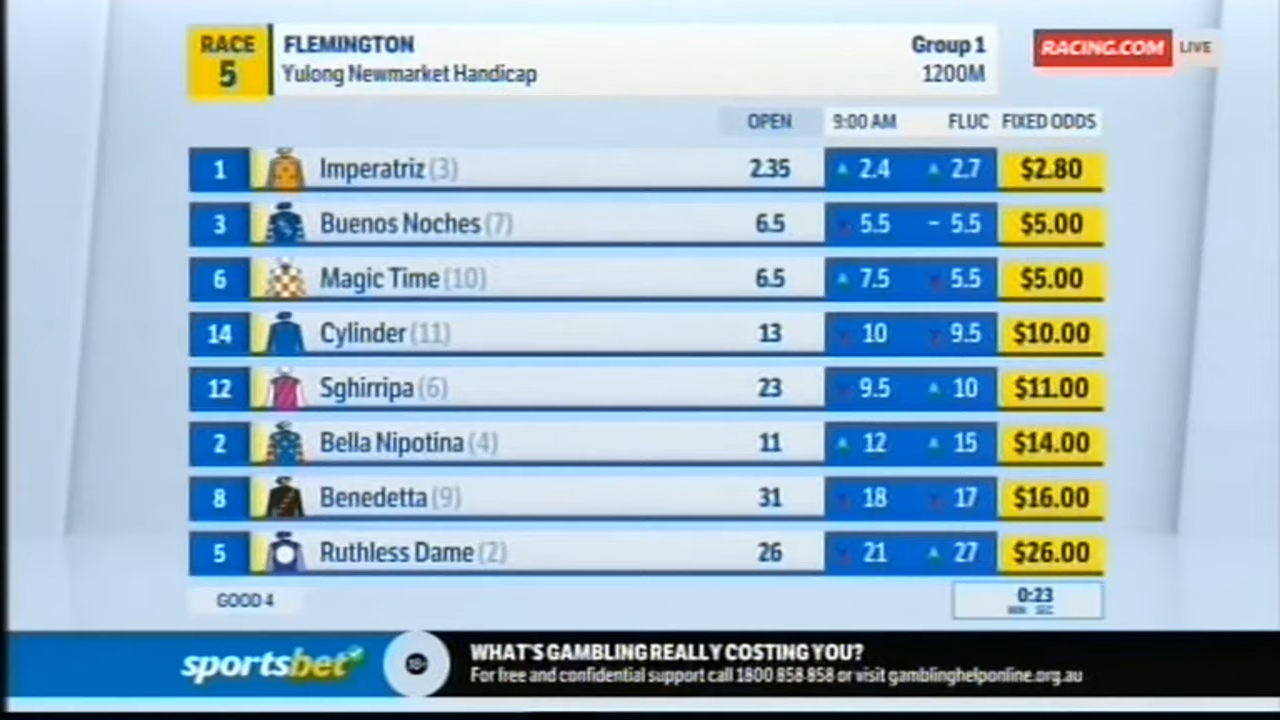 RACE 5
FLEMINGTON
Group 1
Yulong Newmarket Handicap
1200M
RACING.COM LIVE
OPEN 9:00 AM FLUC FIXED ODDS
1 Imperatriz (3) 2.35 2.4 2.7 $2.80
3 Buenos Noches (7) 6.5 5.5 5.5 $5.00
6 Magic Time (10) 6.5 7.5 5.5 $5.00
14 Cylinder (11) 13 10 9.5 $10.00
12 Sghirripa (6) 23 9.5 10 $11.00
2 Bella Nipotina (4) 11 12 15 $14.00
8 Benedetta (9) 31 18 17 $16.00
5 Ruthless Dame (2) 26 21 27 $26.00
GOOD 4
0:23
MIN SEC
sportsbet
18+
WHAT'S GAMBLING REALLY COSTING YOU?
For free and confidential support call 1800 858 858 or visit gamblinghelponline.org.au